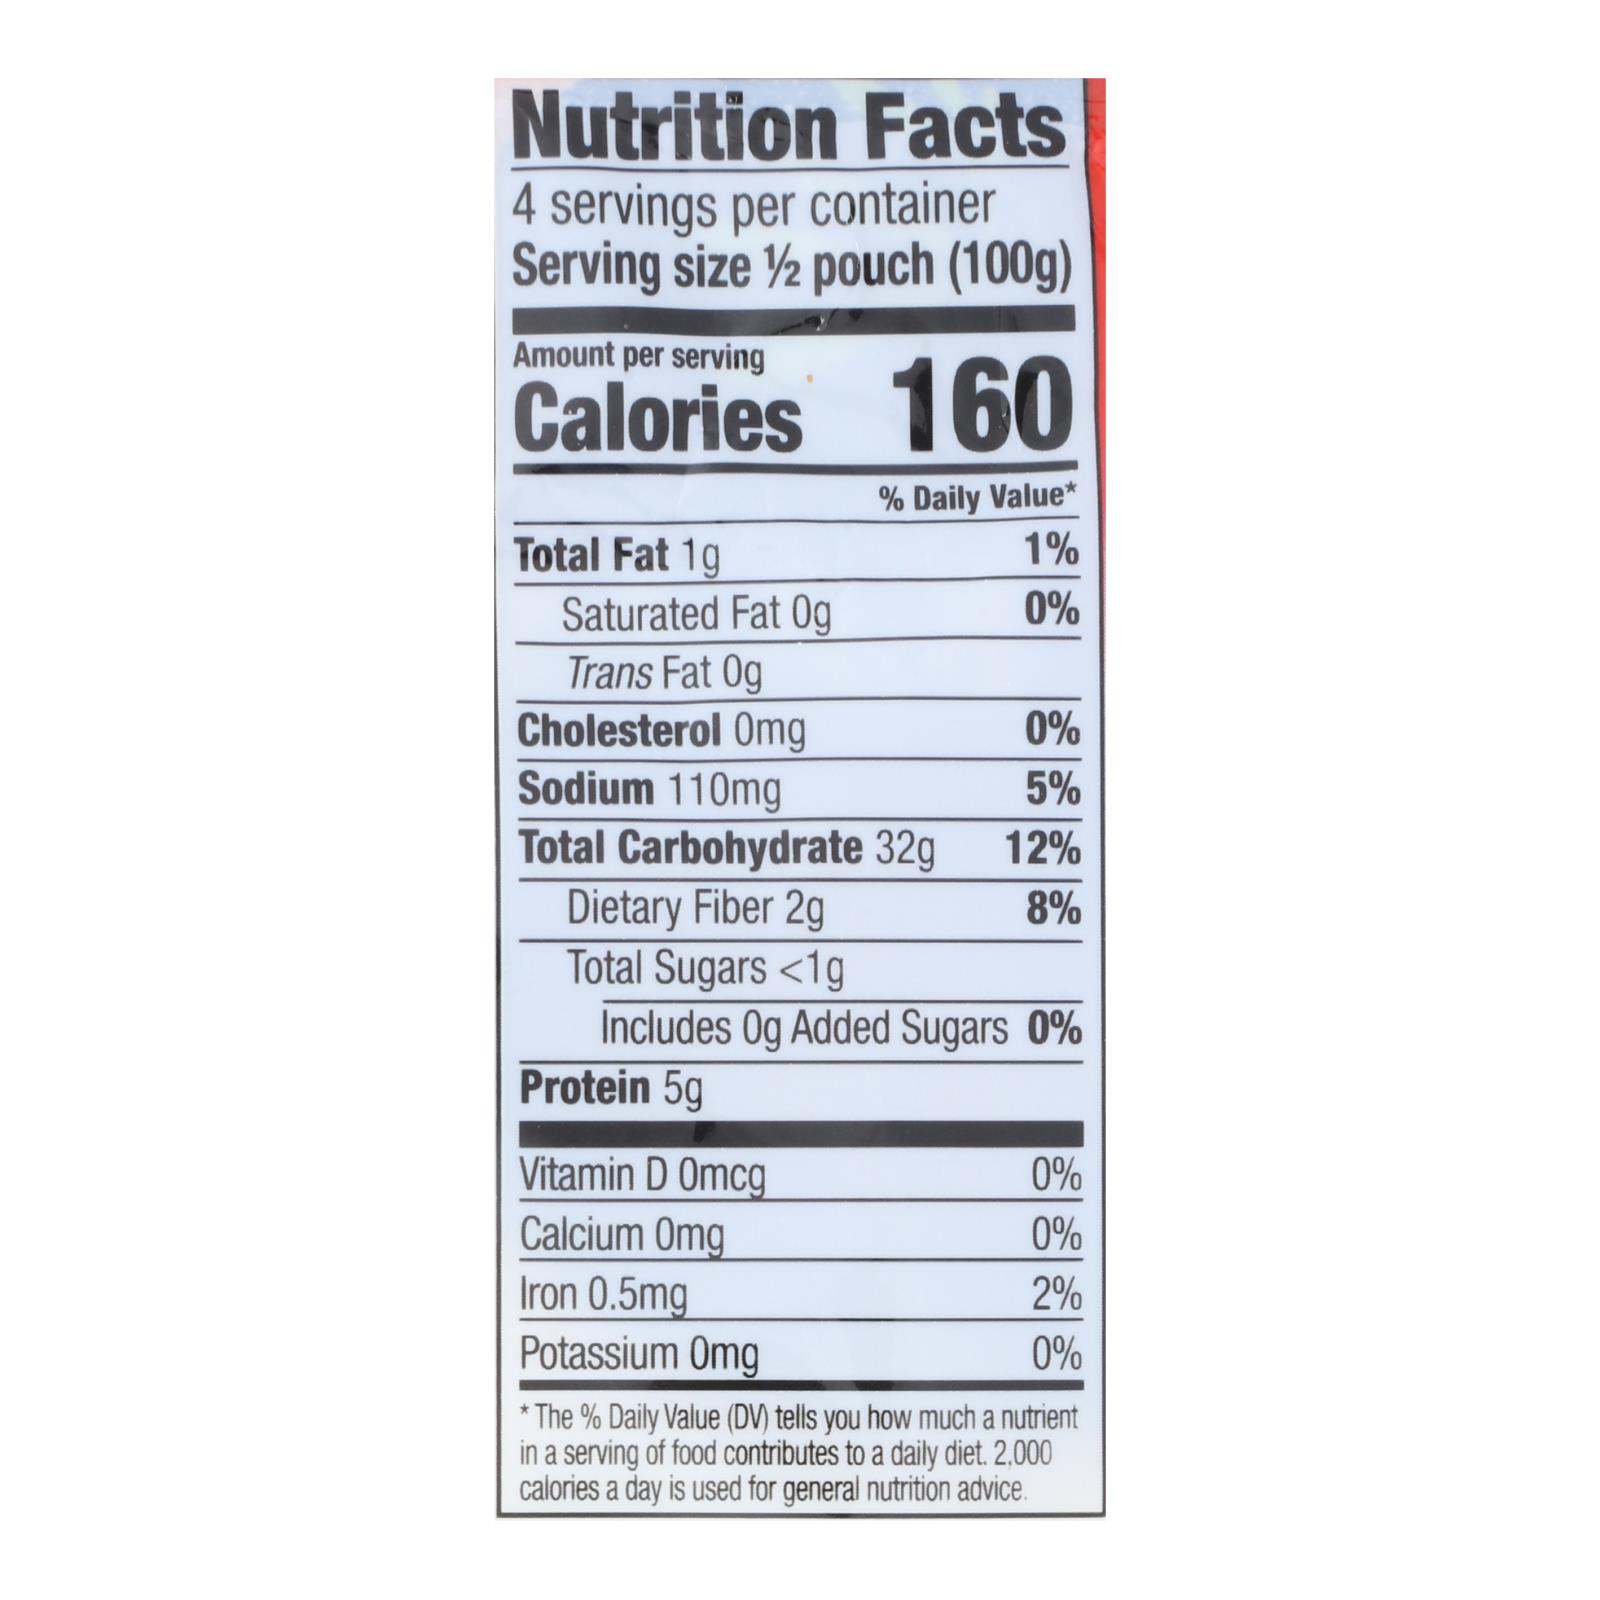 Nutrition Facts
4 servings per container
Serving size ½ pouch (100g)
Amount per serving
Calories 160
% Daily Value*
Total Fat 1g 1%
Saturated Fat 0g 0%
Trans Fat 0g
Cholesterol 0mg 0%
Sodium 110mg 5%
Total Carbohydrate 32g 12%
Dietary Fiber 2g 8%
Total Sugars <1g
Includes 0g Added Sugars 0%
Protein 5g
Vitamin D 0mcg 0%
Calcium 0mg 0%
Iron 0.5mg 2%
Potassium 0mg 0%
* The % Daily Value (DV) tells you how much a nutrient
in a serving of food contributes to a daily diet. 2,000
calories a day is used for general nutrition advice.